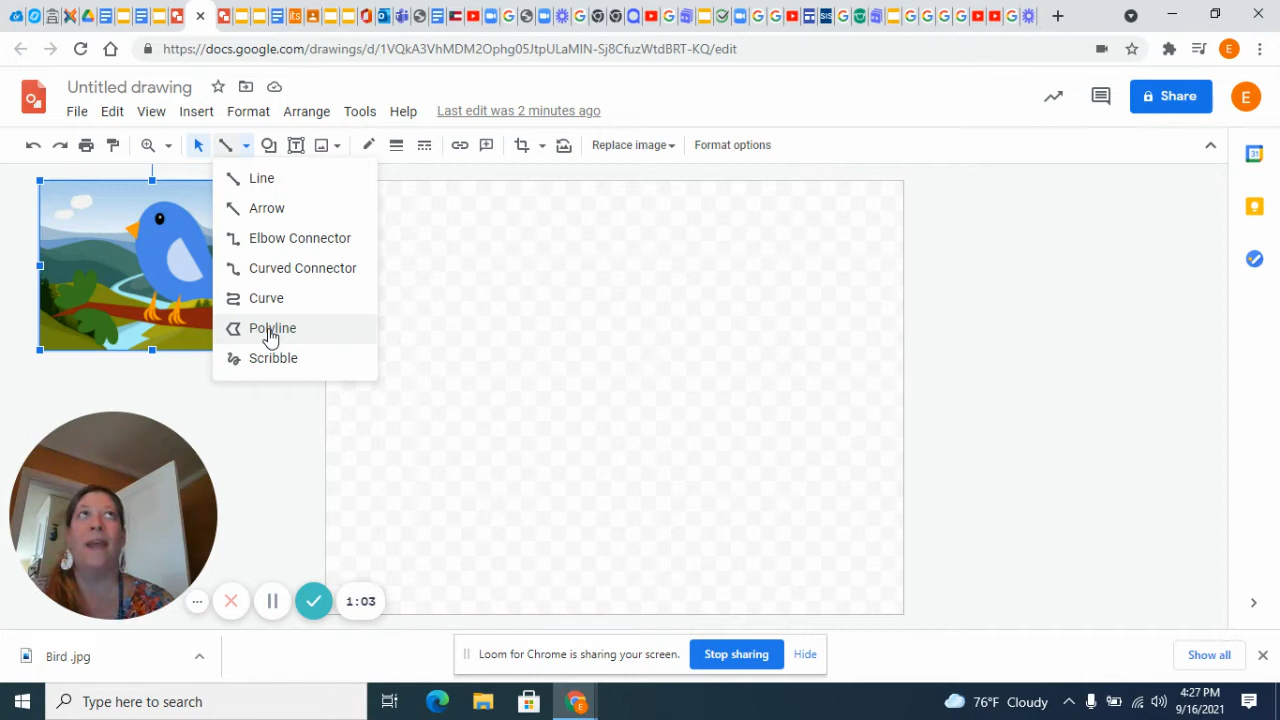 https://docs.google.com/drawings/d/1VQkA3VhMDM2Ophg05JtpULaMIN-Sj8CfuzWtdBRT-KQ/edit
E
Untitled drawing
File Edit View Insert Format Arrange Tools Help Last edit was 2 minutes ago
Share
E
Replace image
Format options
Line
Arrow
Elbow Connector
Curved Connector
Curve
Polyline
Scribble
1:03
Bird .jpg
Loom for Chrome is sharing your screen.
Stop sharing
Hide
Show all
Type here to search
E
76°F Cloudy
4:27 PM
9/16/2021